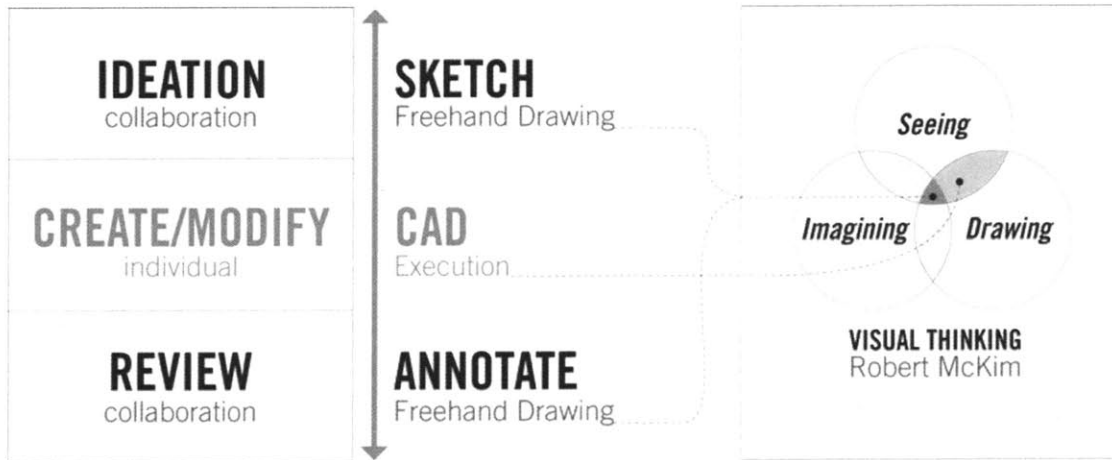 IDEATION
collaboration
CREATE/MODIFY
individual
REVIEW
collaboration
SKETCH
Freehand Drawing
CAD
Execution
ANNOTATE
Freehand Drawing
Seeing
Imagining
Drawing
VISUAL THINKING
Robert McKim